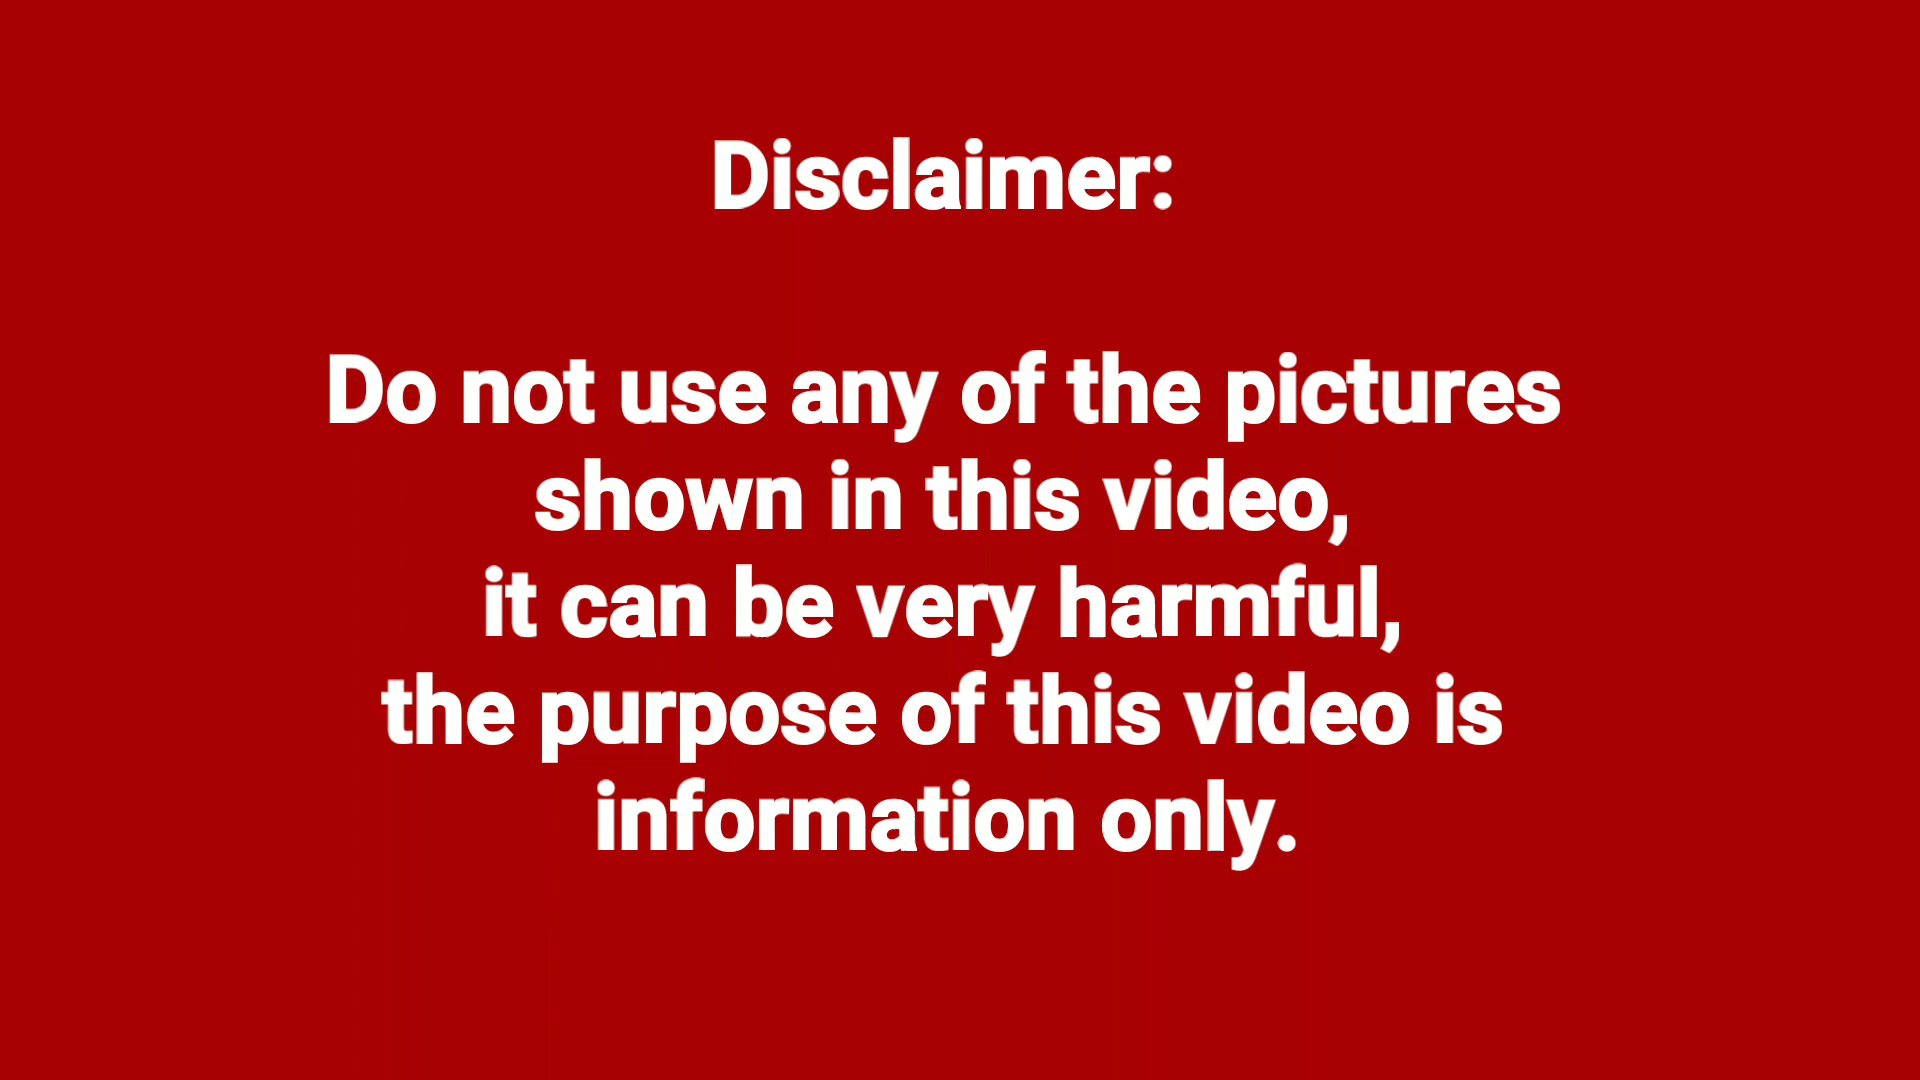 Disclaimer:
Do not use any of the pictures
shown in this video,
it can be very harmful,
the purpose of this video is
information only.